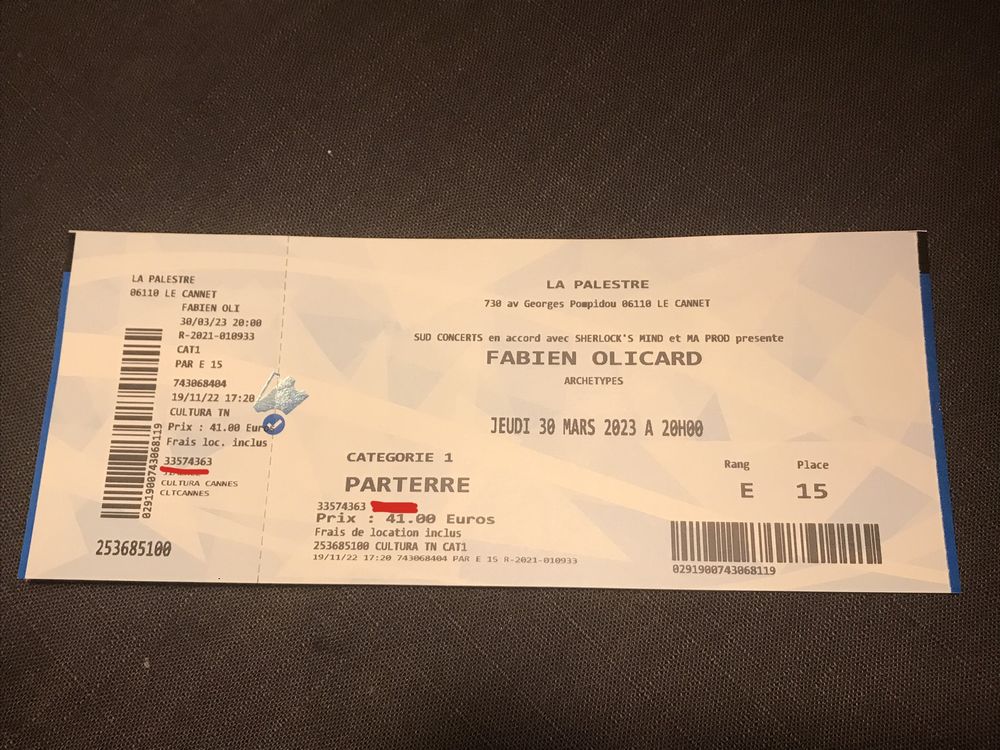 LA PALESTRE
06110 LE CANNET
FABIEN OLI
30/03/23 20:00
R-2021-010933
CAT1
PAR E 15
743068404
19/11/22 17:20
CULTURA TN
Prix : 41.00 Euro
Frais loc. inclus
33574363
CULTURA CANNES
CLTCANNES
0291900743068119
253685100
LA PALESTRE
730 av Georges Pompidou 06110 LE CANNET
SUD CONCERTS en accord avec SHERLOCK'S MIND et MA PROD presente
FABIEN OLICARD
ARCHETYPES
JEUDI 30 MARS 2023 A 20H00
CATEGORIE 1
PARTERRE
33574363
Prix : 41.00 Euros
Frais de location inclus
253685100 CULTURA TN CAT1
19/11/22 17:20 743068404 PAR E 15 R-2021-010933
Rang Place
E 15
0291900743068119